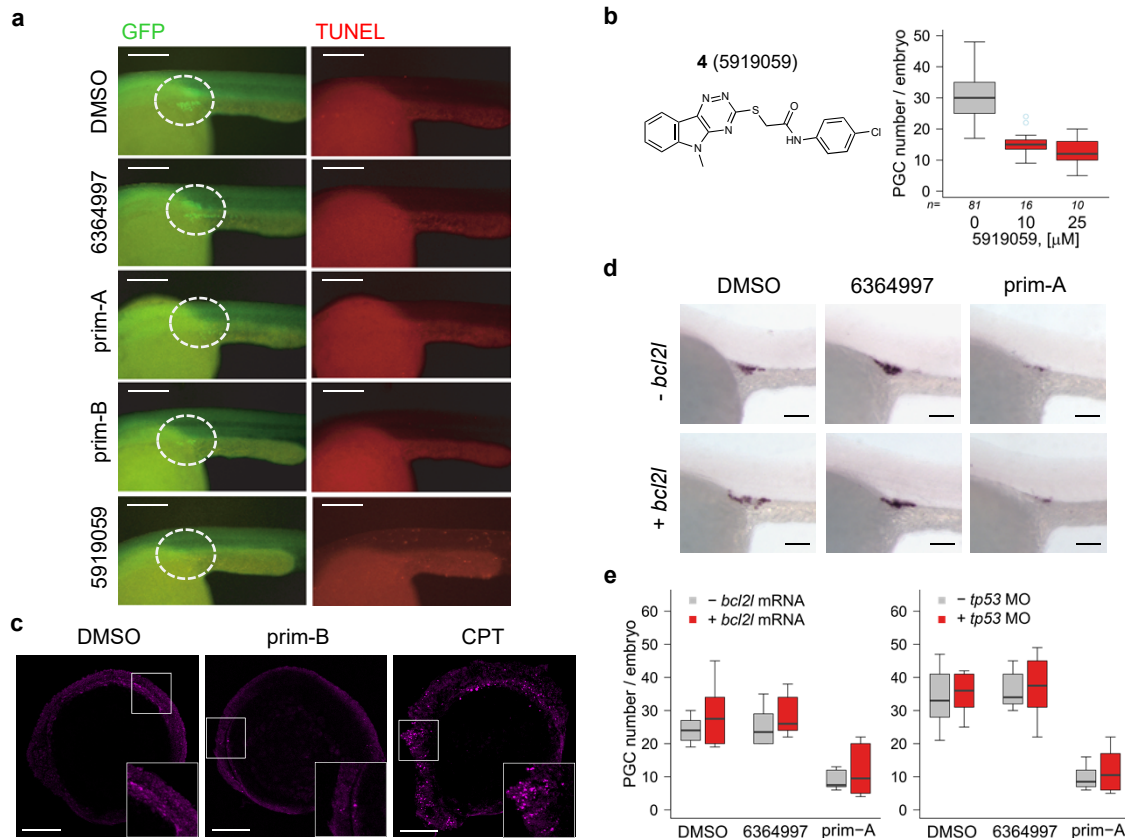 a
GFP
TUNEL
DMSO
6364997
prim-A
prim-B
5919059
b
4 (5919059)
N
N
N
N
N
S
O
HN
Cl
PGC number / embryo
50
40
30
20
10
0
n=
81
16
10
0
10
25
5919059, [μM]
c
DMSO
prim-B
CPT
d
DMSO
6364997
prim-A
- bcl2l
+ bcl2l
e
PGC number / embryo
60
50
40
30
20
10
0
− bcl2l mRNA
+ bcl2l mRNA
DMSO
6364997
prim−A
60
50
40
30
20
10
0
− tp53 MO
+ tp53 MO
DMSO
6364997
prim−A